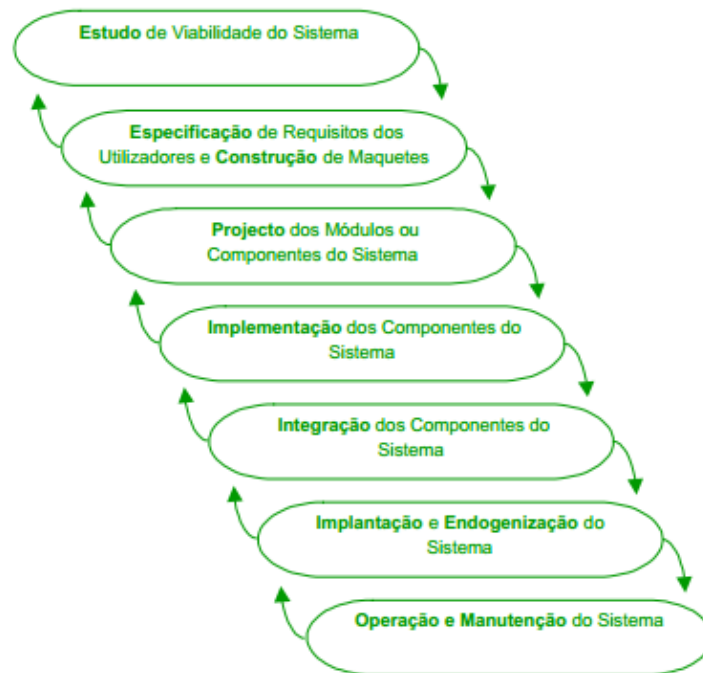 Estudo de Viabilidade do Sistema
Especificação de Requisitos dos
Utilizadores e Construção de Maquetes
Projecto dos Módulos ou
Componentes do Sistema
Implementação dos Componentes do
Sistema
Integração dos Componentes do
Sistema
Implantação e Endogenização do
Sistema
Operação e Manutenção do Sistema